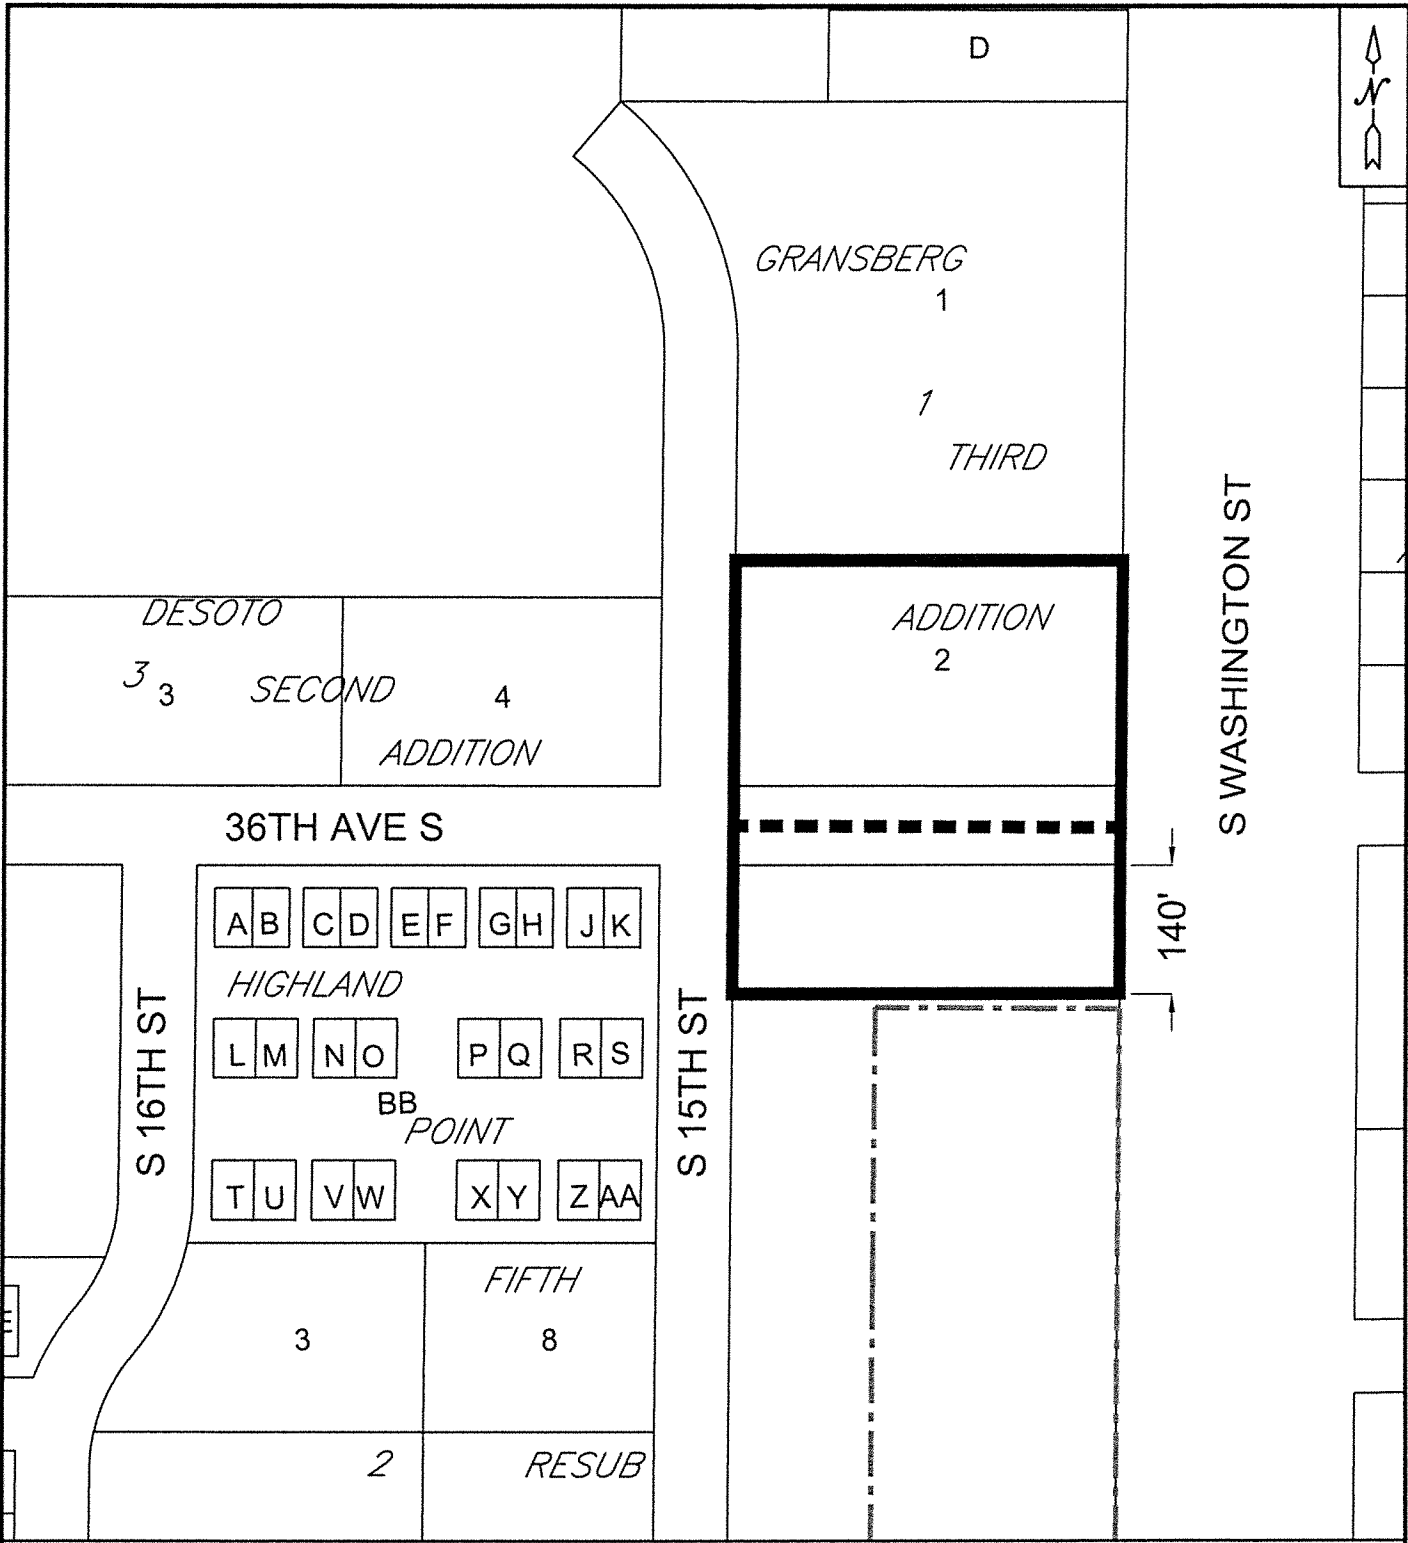 D
N
GRANSBERG
1
1
THIRD
S WASHINGTON ST
DESOTO
ADDITION
2
3
3
SECOND
4
ADDITION
36TH AVE S
140'
A B C D E F G H J K
HIGHLAND
S 16TH ST
S 15TH ST
L M N O P Q R S
BB
POINT
T U V W X Y Z AA
FIFTH
3
8
2
RESUB